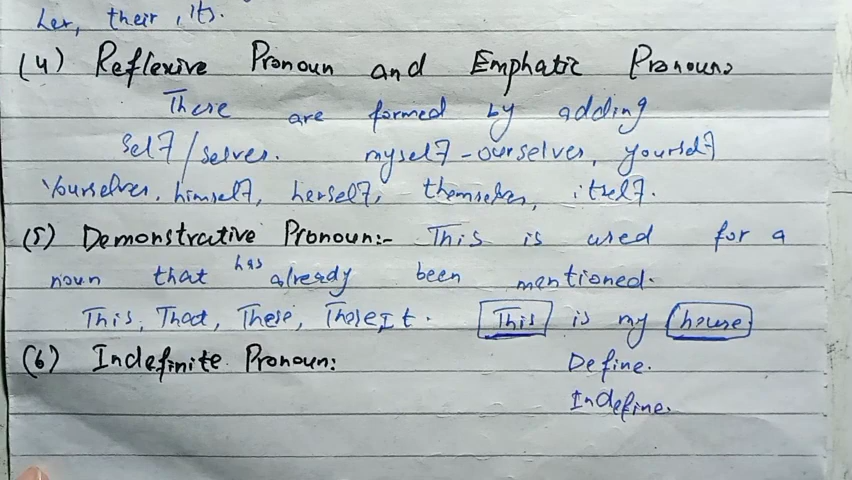 her, their, its.
(4) Reflexive Pronoun and Emphatic Pronouns
There are formed by adding
self/selves. myself-ourselves, yourself
Yourselves, himself, herself, themselves, itself.
(5) Demonstrative Pronoun:- This is used for a
noun that has already been mentioned.
This, That, These, Those, It. This is my house
(6) Indefinite Pronoun: Define.
Indefine.